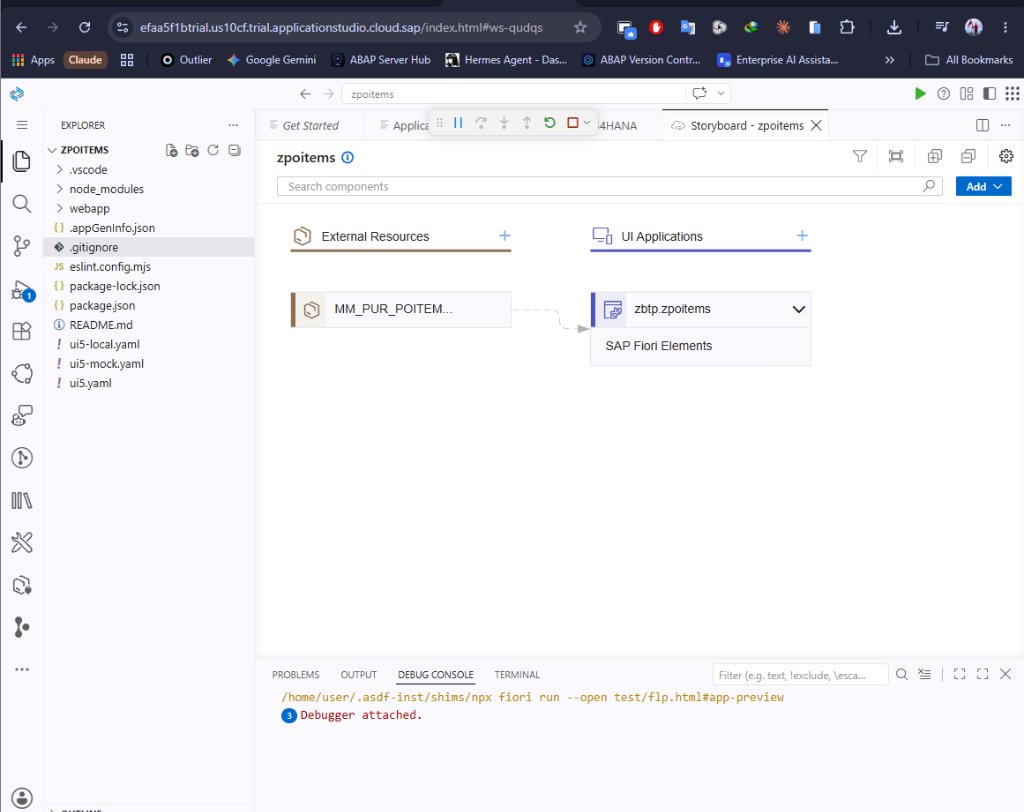 efaa5f1btrial.us10cf.trial.applicationstudio.cloud.sap/index.html#ws-qudqs
Apps
Claude
Outlier
Google Gemini
ABAP Server Hub
Hermes Agent - Das...
ABAP Version Contr...
Enterprise AI Assista...
»
All Bookmarks
zpoitems
EXPLORER
Get Started
Applica
4HANA
Storyboard - zpoitems
ZPOITEMS
.vscode
node_modules
webapp
{} .appGenInfo.json
.gitignore
JS eslint.config.mjs
{} package-lock.json
{} package.json
README.md
! ui5-local.yaml
! ui5-mock.yaml
! ui5.yaml
1
zpoitems
Search components
Add
External Resources +
UI Applications +
MM_PUR_POITEM...
zbtp.zpoitems
SAP Fiori Elements
PROBLEMS
OUTPUT
DEBUG CONSOLE
TERMINAL
Filter (e.g. text, !exclude, \esca...
/home/user/.asdf-inst/shims/npx fiori run --open test/flp.html#app-preview
3 Debugger attached.